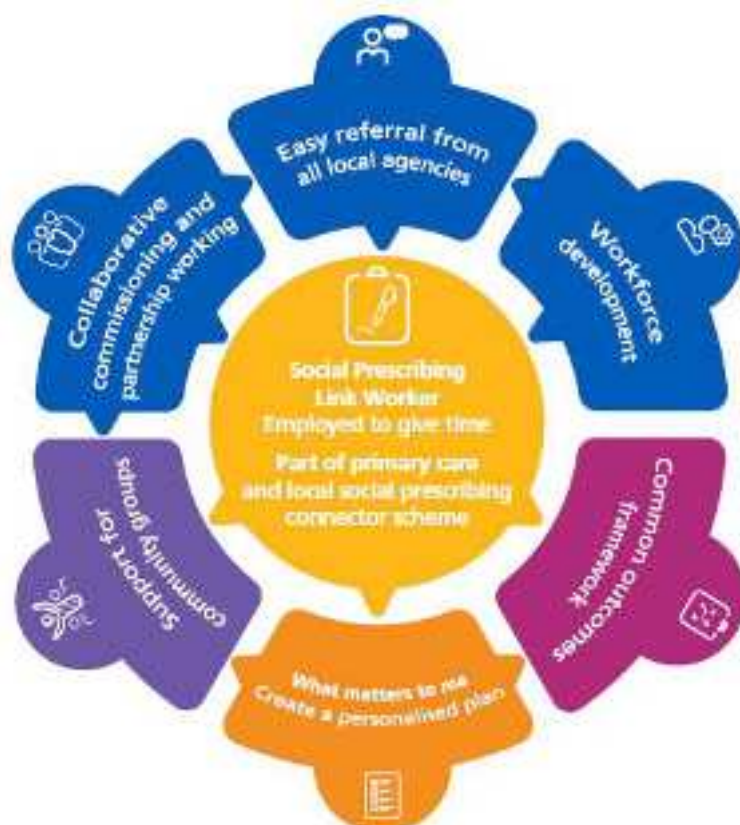 Easy referral from
all local agencies
Workforce
development
Common outcomes
framework
What matters to me
Create a personalised plan
Support for
community groups
Collaborative
commissioning and
partnership working
Social Prescribing
Link Worker
Employed to give time
Part of primary care
and local social prescribing
connector scheme